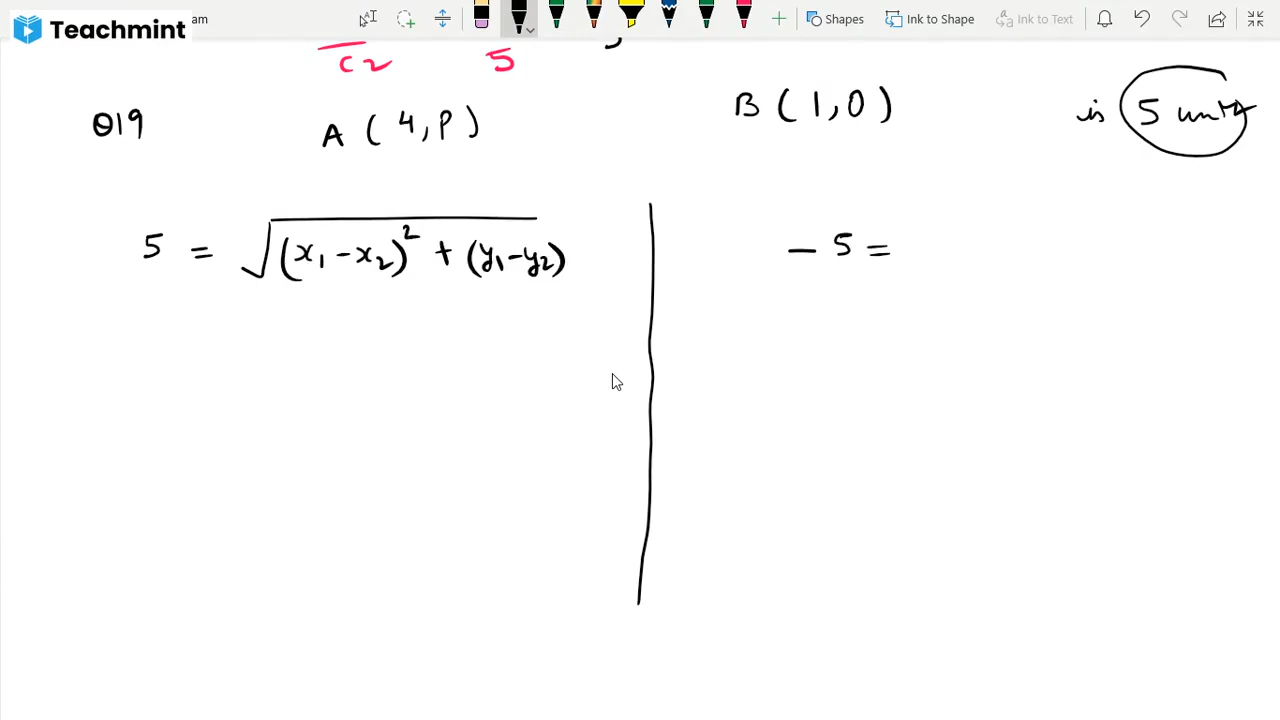 am
Teachmint
Shapes
Ink to Shape
Ink to Text
c2 5
Q19 A (4,P) B (1,0) is 5 units
5 = √(x₁-x₂)² + (y₁-y₂)
- 5 =